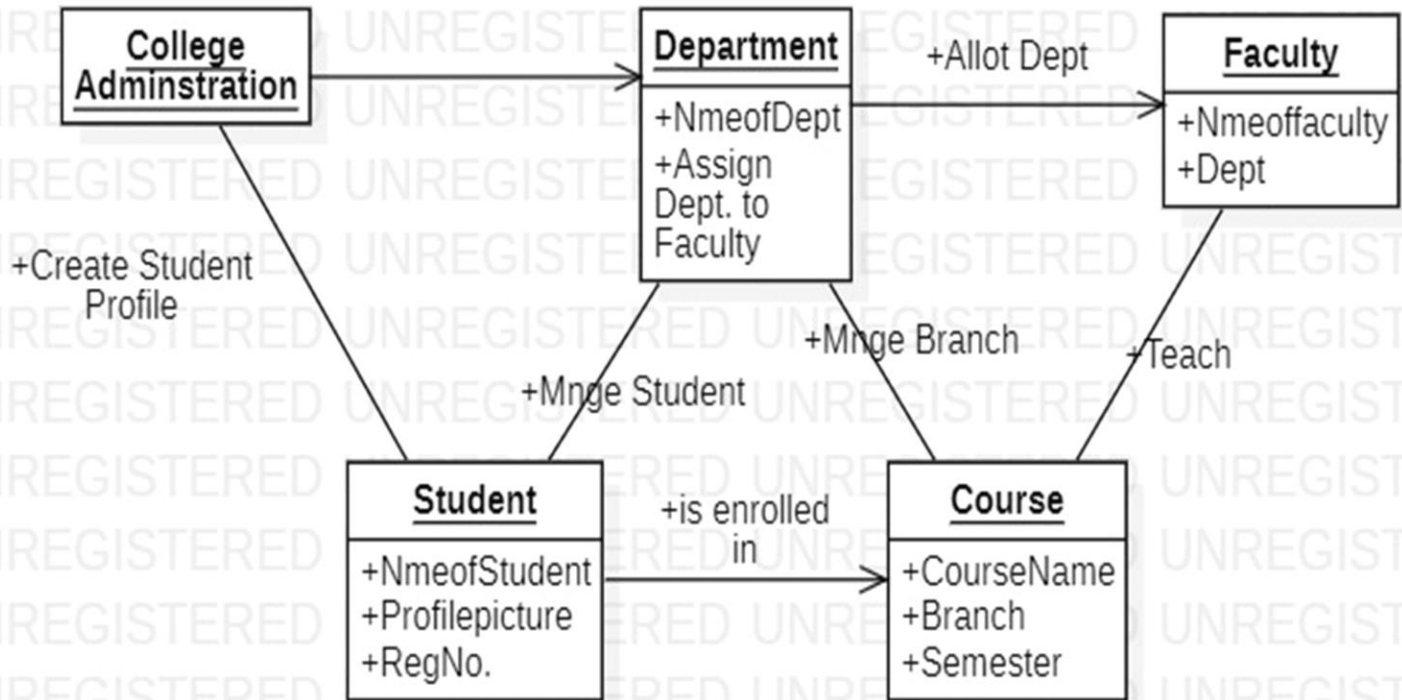 College
Adminstration
Department
+NmeofDept
+Assign
Dept. to
Faculty
+Allot Dept
Faculty
+Nmeoffaculty
+Dept
+Create Student
Profile
+Mnge Student
+Mnge Branch
+Teach
Student
+NmeofStudent
+Profilepicture
+RegNo.
+is enrolled
in
Course
+CourseName
+Branch
+Semester
UNREGISTERED